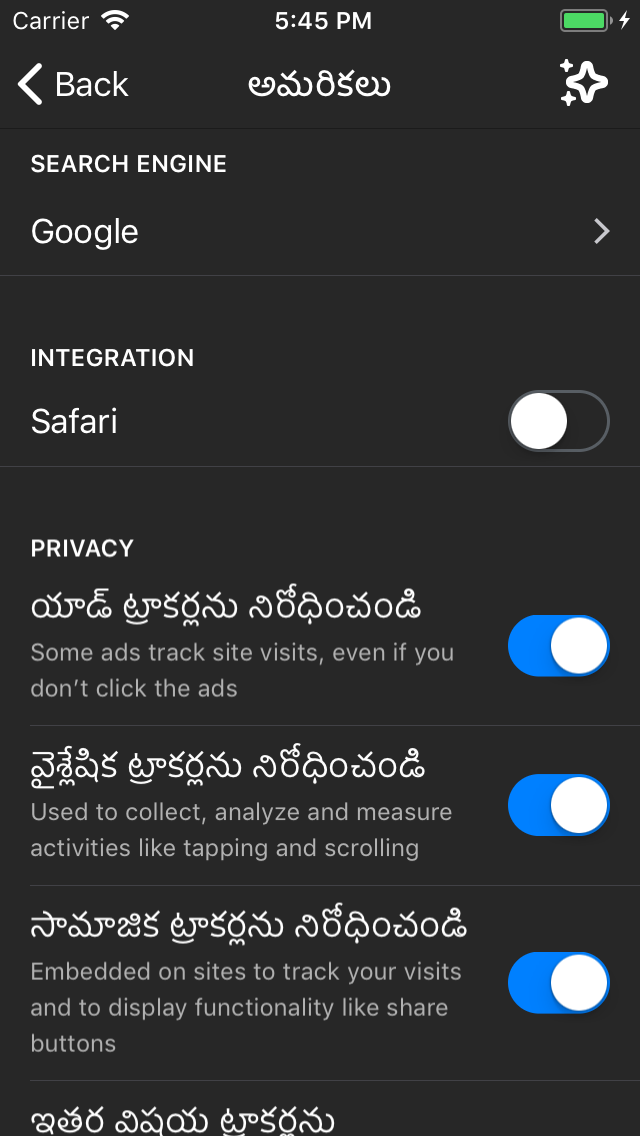 Carrier 5:45 PM
Back అమరికలు
SEARCH ENGINE
Google
INTEGRATION
Safari
PRIVACY
యాడ్ ట్రాకర్లను నిరోధించండి
Some ads track site visits, even if you
don’t click the ads
వైశ్లేషిక ట్రాకర్లను నిరోధించండి
Used to collect, analyze and measure
activities like tapping and scrolling
సామాజిక ట్రాకర్లను నిరోధించండి
Embedded on sites to track your visits
and to display functionality like share
buttons
ఇతర విషయ ట్రాకర్లను